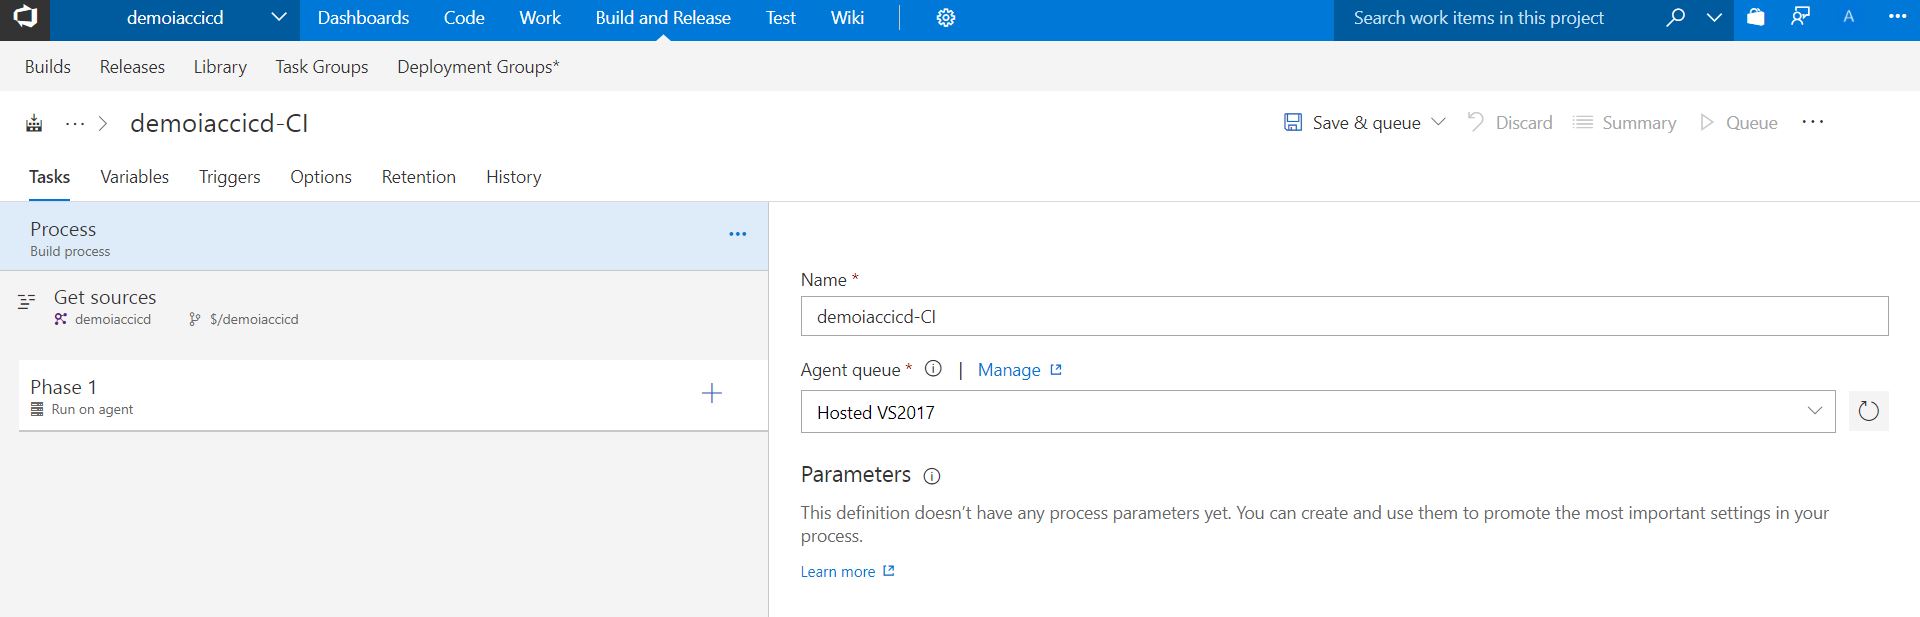 demoiaccicd Dashboards Code Work Build and Release Test Wiki Search work items in this project A
Builds Releases Library Task Groups Deployment Groups*
demoiaccicd-CI Save & queue Discard Summary Queue
Tasks Variables Triggers Options Retention History
Process
Build process
Get sources
demoiaccicd $/demoiaccicd
Phase 1
Run on agent
Name *
demoiaccicd-CI
Agent queue * | Manage
Hosted VS2017
Parameters
This definition doesn't have any process parameters yet. You can create and use them to promote the most important settings in your
process.
Learn more